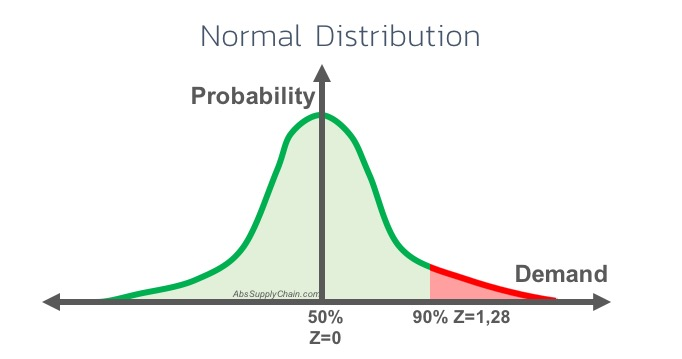 Normal Distribution
Probability
Demand
AbsSupplyChain.com
50%
Z=0
90% Z=1,28